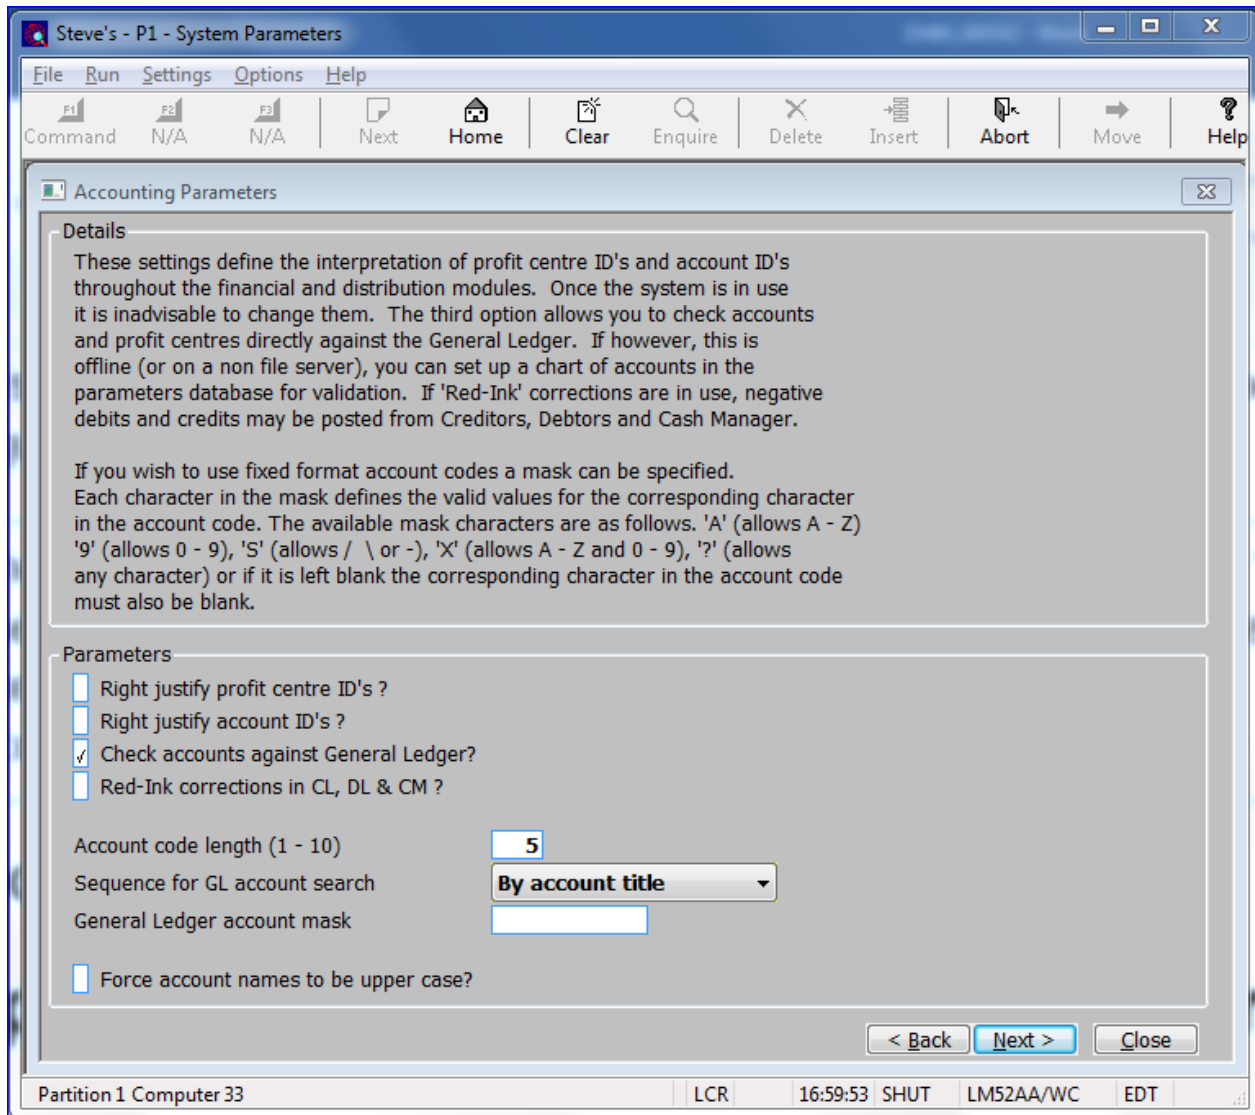 Steve's - P1 - System Parameters
File Run Settings Options Help
F1 F2 F3
Command N/A N/A Next Home Clear Enquire Delete Insert Abort Move Help
Accounting Parameters
Details
These settings define the interpretation of profit centre ID's and account ID's
throughout the financial and distribution modules. Once the system is in use
it is inadvisable to change them. The third option allows you to check accounts
and profit centres directly against the General Ledger. If however, this is
offline (or on a non file server), you can set up a chart of accounts in the
parameters database for validation. If 'Red-Ink' corrections are in use, negative
debits and credits may be posted from Creditors, Debtors and Cash Manager.
If you wish to use fixed format account codes a mask can be specified.
Each character in the mask defines the valid values for the corresponding character
in the account code. The available mask characters are as follows. 'A' (allows A - Z)
'9' (allows 0 - 9), 'S' (allows / \ or -), 'X' (allows A - Z and 0 - 9), '?' (allows
any character) or if it is left blank the corresponding character in the account code
must also be blank.
Parameters
Right justify profit centre ID's ?
Right justify account ID's ?
Check accounts against General Ledger?
Red-Ink corrections in CL, DL & CM ?
Account code length (1 - 10) 5
Sequence for GL account search By account title
General Ledger account mask
Force account names to be upper case?
< Back Next > Close
Partition 1 Computer 33 LCR 16:59:53 SHUT LM52AA/WC EDT